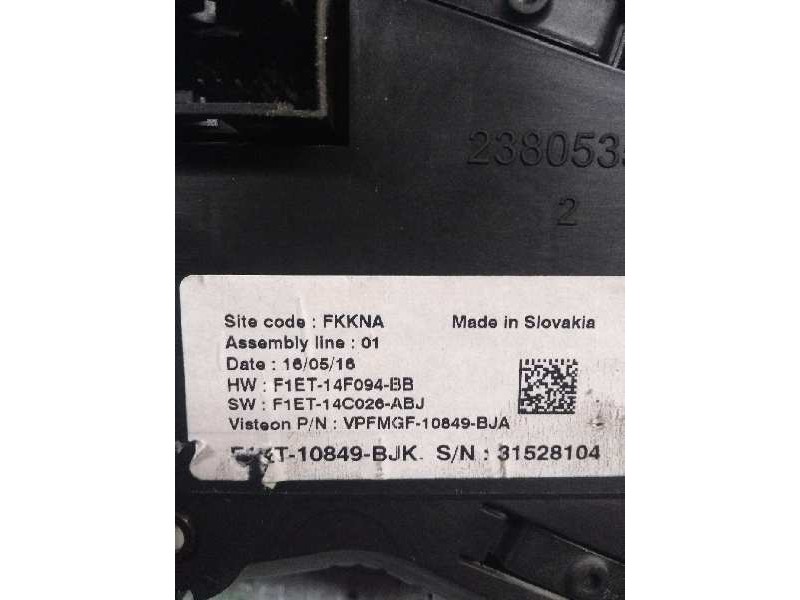 2380535
2
Site code : FKKNA Made in Slovakia
Assembly line : 01
Date : 16/05/16
HW : F1ET-14F094-BB
SW : F1ET-14C026-ABJ
Visteon P/N : VPFMGF-10849-BJA
-10849-BJK. S/N : 31528104